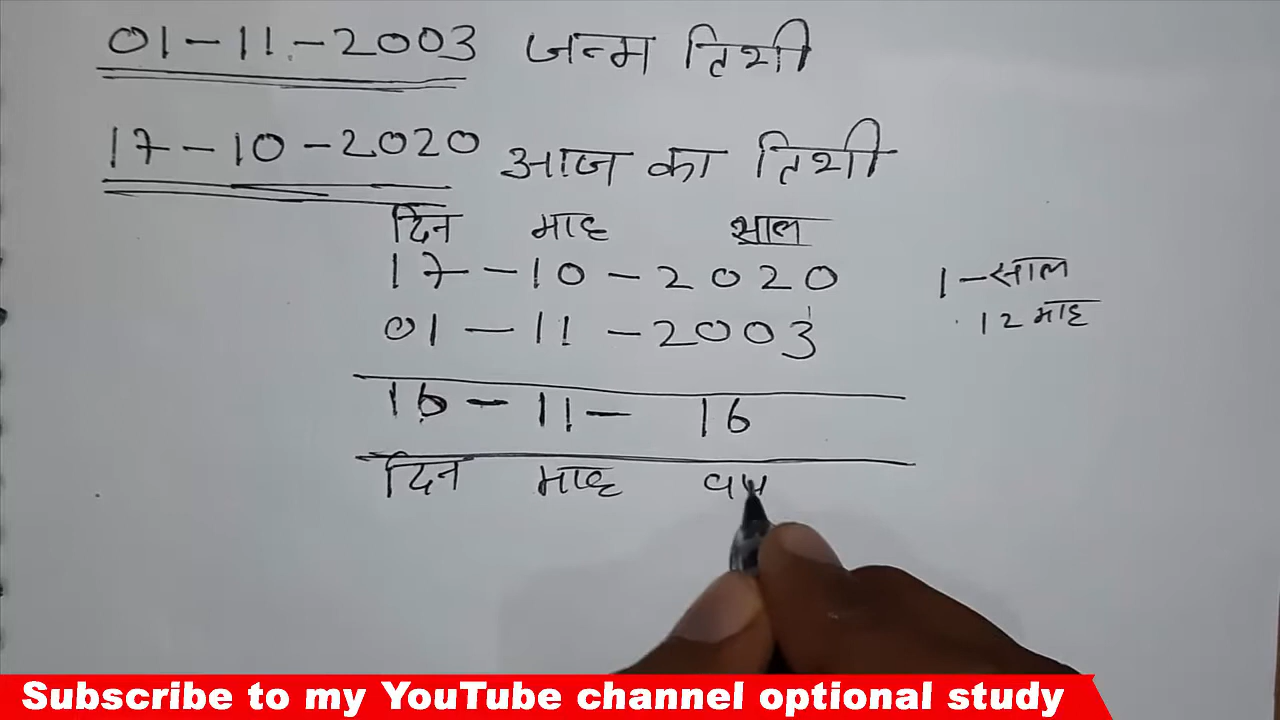 01-11-2003 जन्म तिथी
17-10-2020 आज का तिथी
दिन माह साल
17-10-2020 1-साल
01-11-2003 12 माह
16-11-16
दिन माह वर्ष
Subscribe to my YouTube channel optional study